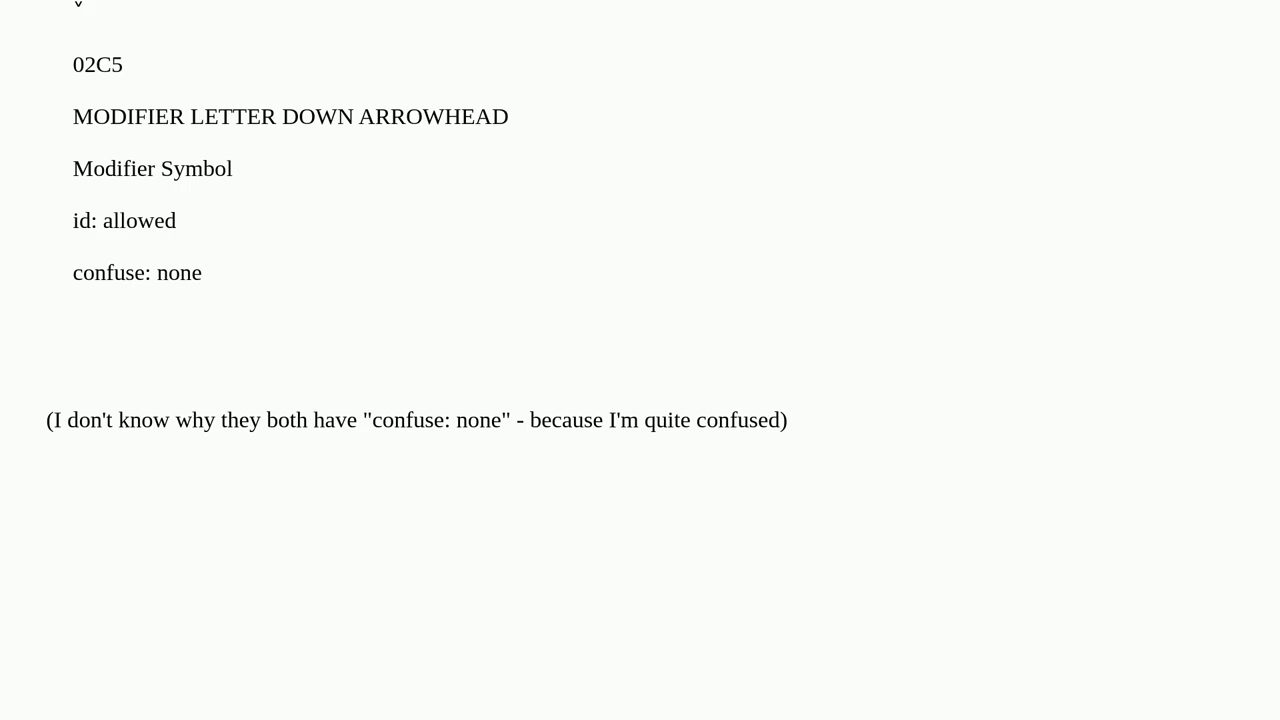 ˅
02C5
MODIFIER LETTER DOWN ARROWHEAD
Modifier Symbol
id: allowed
confuse: none
(I don't know why they both have "confuse: none" - because I'm quite confused)